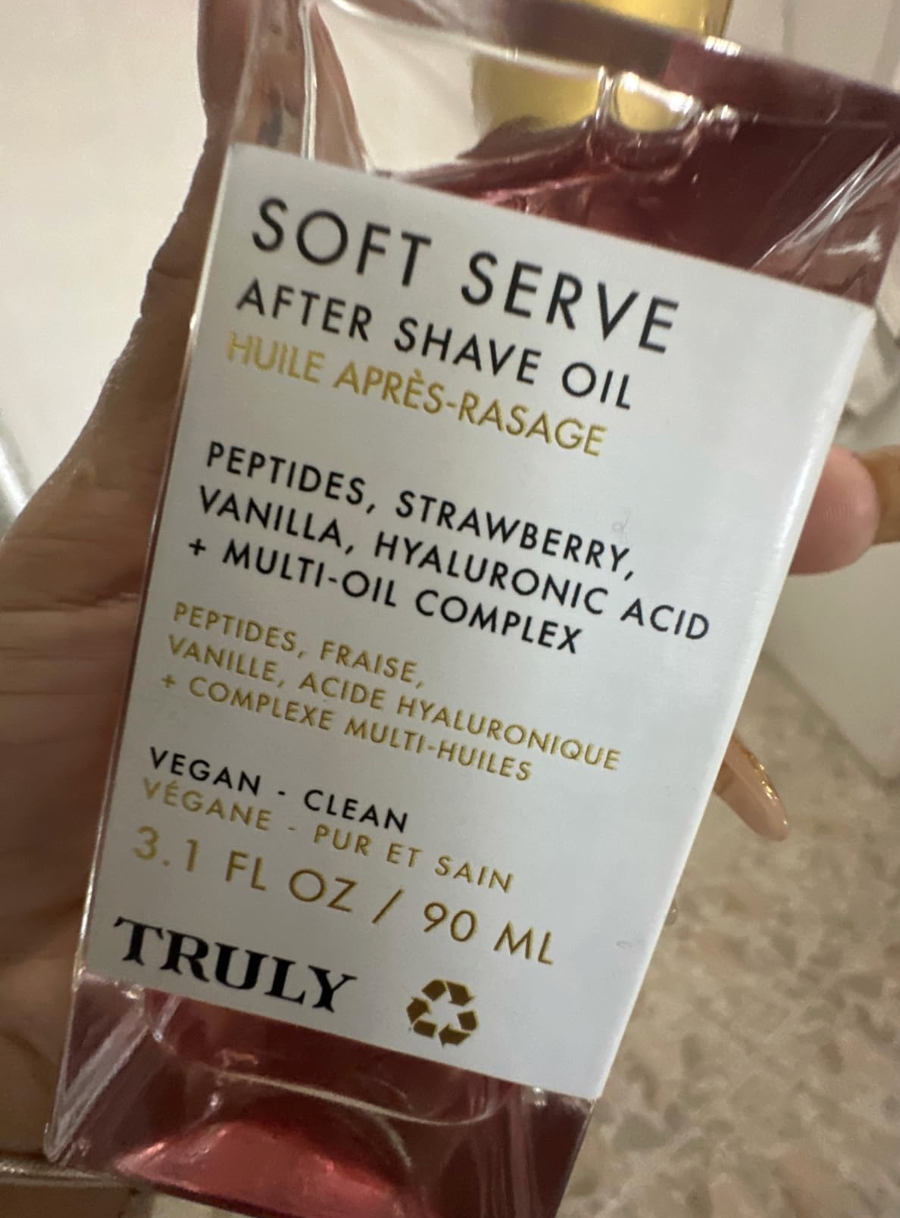 SOFT SERVE
AFTER SHAVE OIL
HUILE APRÈS-RASAGE
PEPTIDES, STRAWBERRY,
VANILLA, HYALURONIC ACID
+ MULTI-OIL COMPLEX
PEPTIDES, FRAISE,
VANILLE, ACIDE HYALURONIQUE
+ COMPLEXE MULTI-HUILES
VEGAN - CLEAN
VÉGANE - PUR ET SAIN
3.1 FL OZ / 90 ML
TRULY